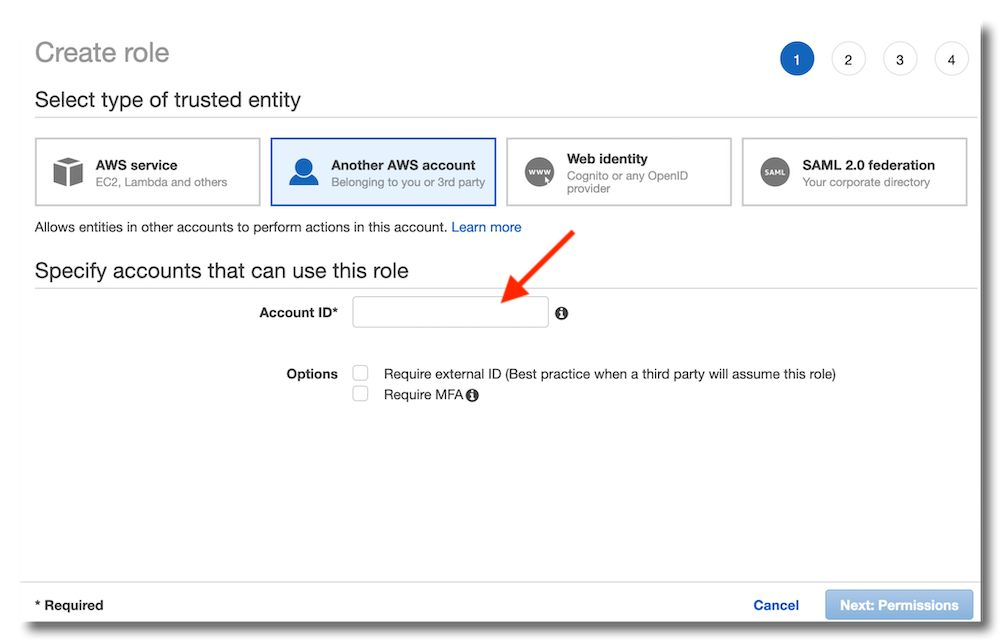 Create role
1 2 3 4
Select type of trusted entity
AWS service
EC2, Lambda and others
Another AWS account
Belonging to you or 3rd party
www
Web identity
Cognito or any OpenID
provider
SAML
SAML 2.0 federation
Your corporate directory
Allows entities in other accounts to perform actions in this account. Learn more
Specify accounts that can use this role
Account ID*
Options
Require external ID (Best practice when a third party will assume this role)
Require MFA
* Required
Cancel
Next: Permissions